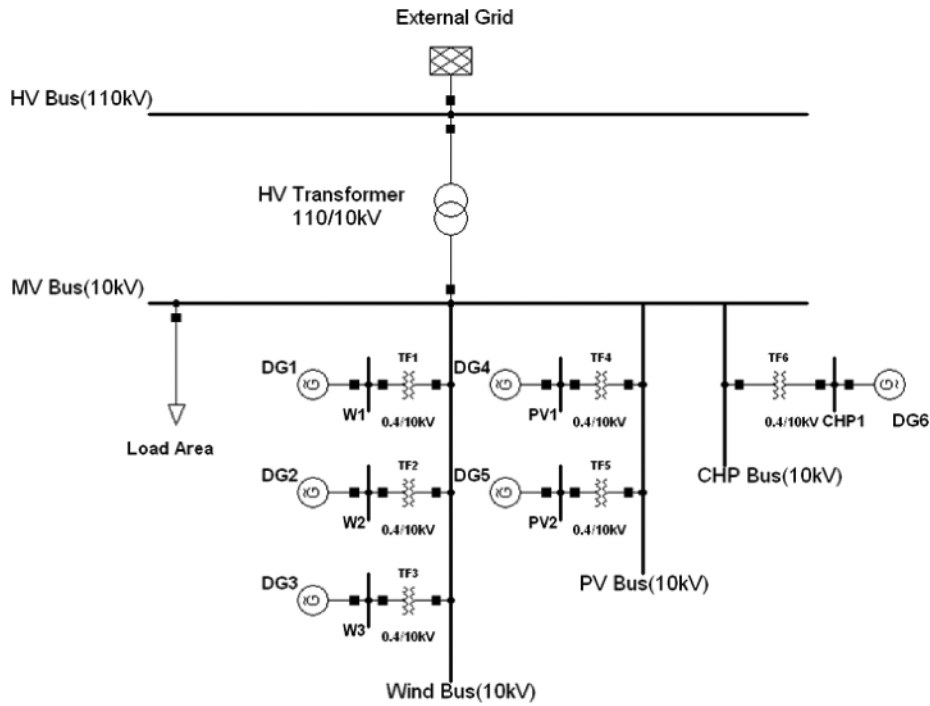 External Grid
HV Bus(110kV)
HV Transformer
110/10kV
MV Bus(10kV)
DG1
TF1
DG4
TF4
TF6
G~
W1
0.4/10kV
PV1
0.4/10kV
0.4/10kV
CHP1
DG6
Load Area
DG2
TF2
DG5
TF5
CHP Bus(10kV)
W2
0.4/10kV
PV2
0.4/10kV
DG3
TF3
PV Bus(10kV)
W3
0.4/10kV
Wind Bus(10kV)